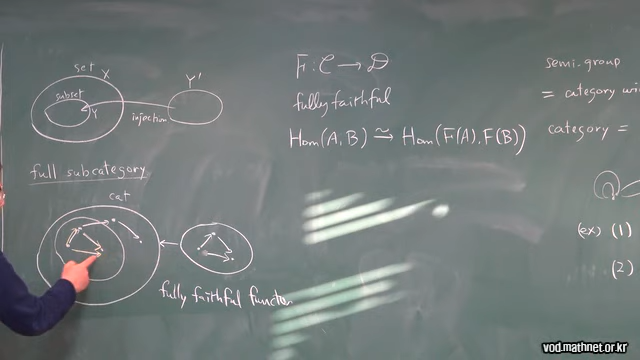 set X
subset
Y
Y'
injection
full subcategory
cat
fully faithful functor
F : C → D
fully faithful
Hom(A, B) ≅ Hom(F(A), F(B))
semi-group
= category wi
category =
(ex) (1)
(2)
vod.mathnet.or.kr